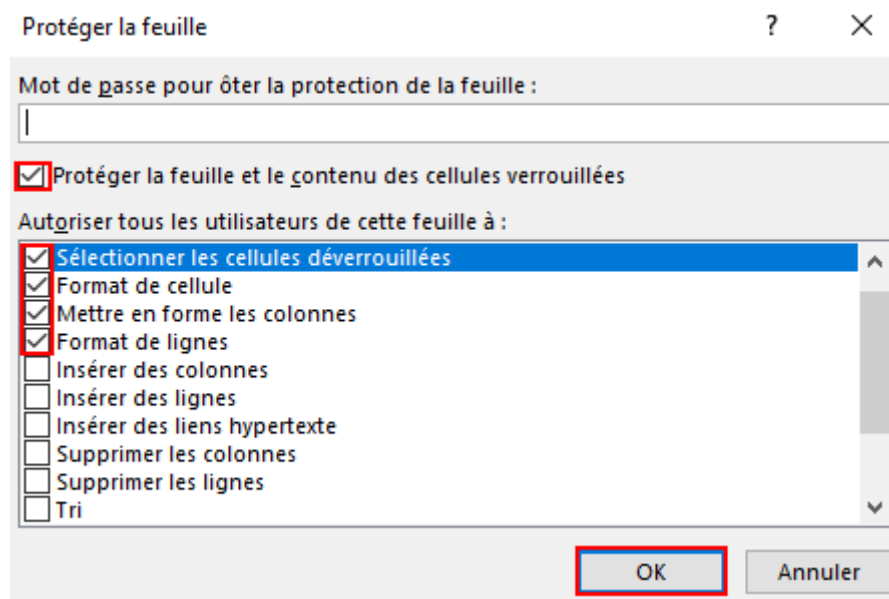 Protéger la feuille ?
Mot de passe pour ôter la protection de la feuille :
Protéger la feuille et le contenu des cellules verrouillées
Autoriser tous les utilisateurs de cette feuille à :
Sélectionner les cellules déverrouillées
Format de cellule
Mettre en forme les colonnes
Format de lignes
Insérer des colonnes
Insérer des lignes
Insérer des liens hypertexte
Supprimer les colonnes
Supprimer les lignes
Tri
OK Annuler